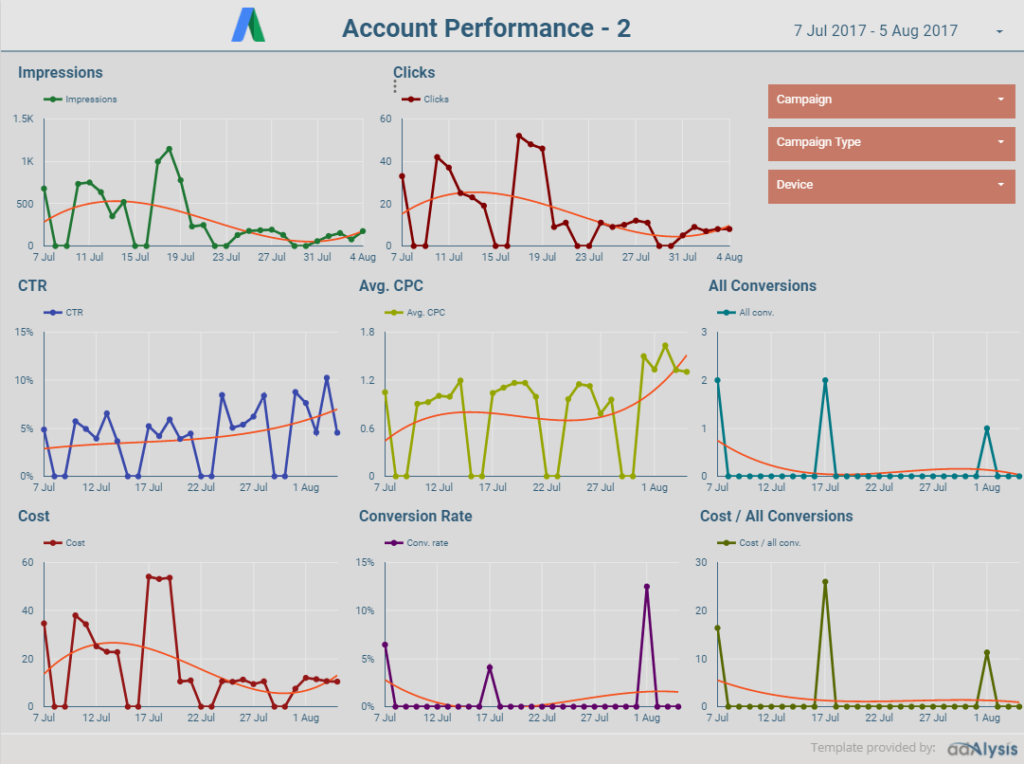 Account Performance - 2
7 Jul 2017 - 5 Aug 2017
Impressions
Impressions
1.5K
1K
500
0
7 Jul 11 Jul 15 Jul 19 Jul 23 Jul 27 Jul 31 Jul 4 Aug
Clicks
Clicks
60
40
20
0
7 Jul 11 Jul 15 Jul 19 Jul 23 Jul 27 Jul 31 Jul 4 Aug
Campaign
Campaign Type
Device
CTR
CTR
15%
10%
5%
0%
7 Jul 12 Jul 17 Jul 22 Jul 27 Jul 1 Aug
Avg. CPC
Avg. CPC
1.8
1.2
0.6
0
7 Jul 12 Jul 17 Jul 22 Jul 27 Jul 1 Aug
All Conversions
All conv.
3
2
1
0
7 Jul 12 Jul 17 Jul 22 Jul 27 Jul 1 Aug
Cost
Cost
60
40
20
0
7 Jul 12 Jul 17 Jul 22 Jul 27 Jul 1 Aug
Conversion Rate
Conv. rate
15%
10%
5%
0%
7 Jul 12 Jul 17 Jul 22 Jul 27 Jul 1 Aug
Cost / All Conversions
Cost / all conv.
30
20
10
0
7 Jul 12 Jul 17 Jul 22 Jul 27 Jul 1 Aug
Template provided by: adAlysis